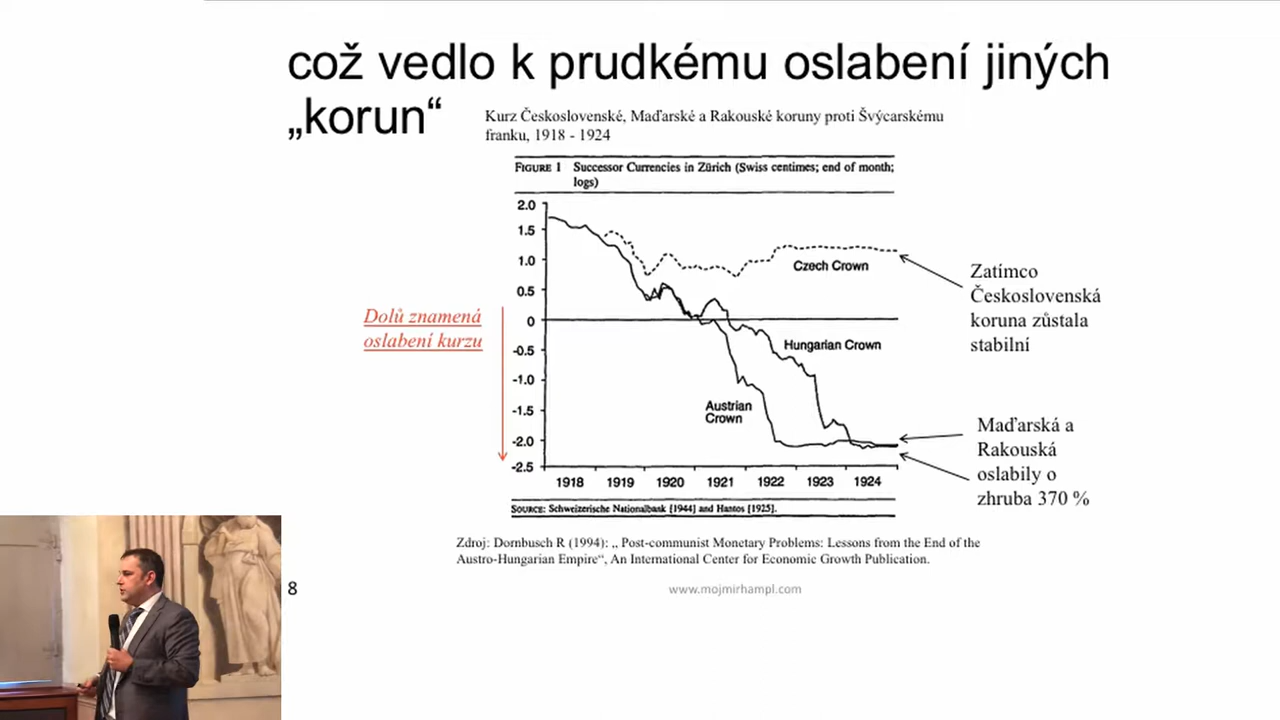 což vedlo k prudkému oslabení jiných
„korun“
Kurz Československé, Maďarské a Rakouské koruny proti Švýcarskému
franku, 1918 - 1924
FIGURE 1 Successor Currencies in Zürich (Swiss centimes; end of month;
logs)
2.0
1.5
1.0
0.5
0
-0.5
-1.0
-1.5
-2.0
-2.5
Czech Crown
Hungarian Crown
Austrian
Crown
1918 1919 1920 1921 1922 1923 1924
SOURCE: Schweizerische Nationalbank [1944] and Hantos [1925].
Dolů znamená
oslabení kurzu
Zatímco
Československá
koruna zůstala
stabilní
Maďarská a
Rakouská
oslabily o
zhruba 370 %
Zdroj: Dornbusch R (1994): „ Post-communist Monetary Problems: Lessons from the End of the
Austro-Hungarian Empire“, An International Center for Economic Growth Publication.
8
www.mojmirhampl.com